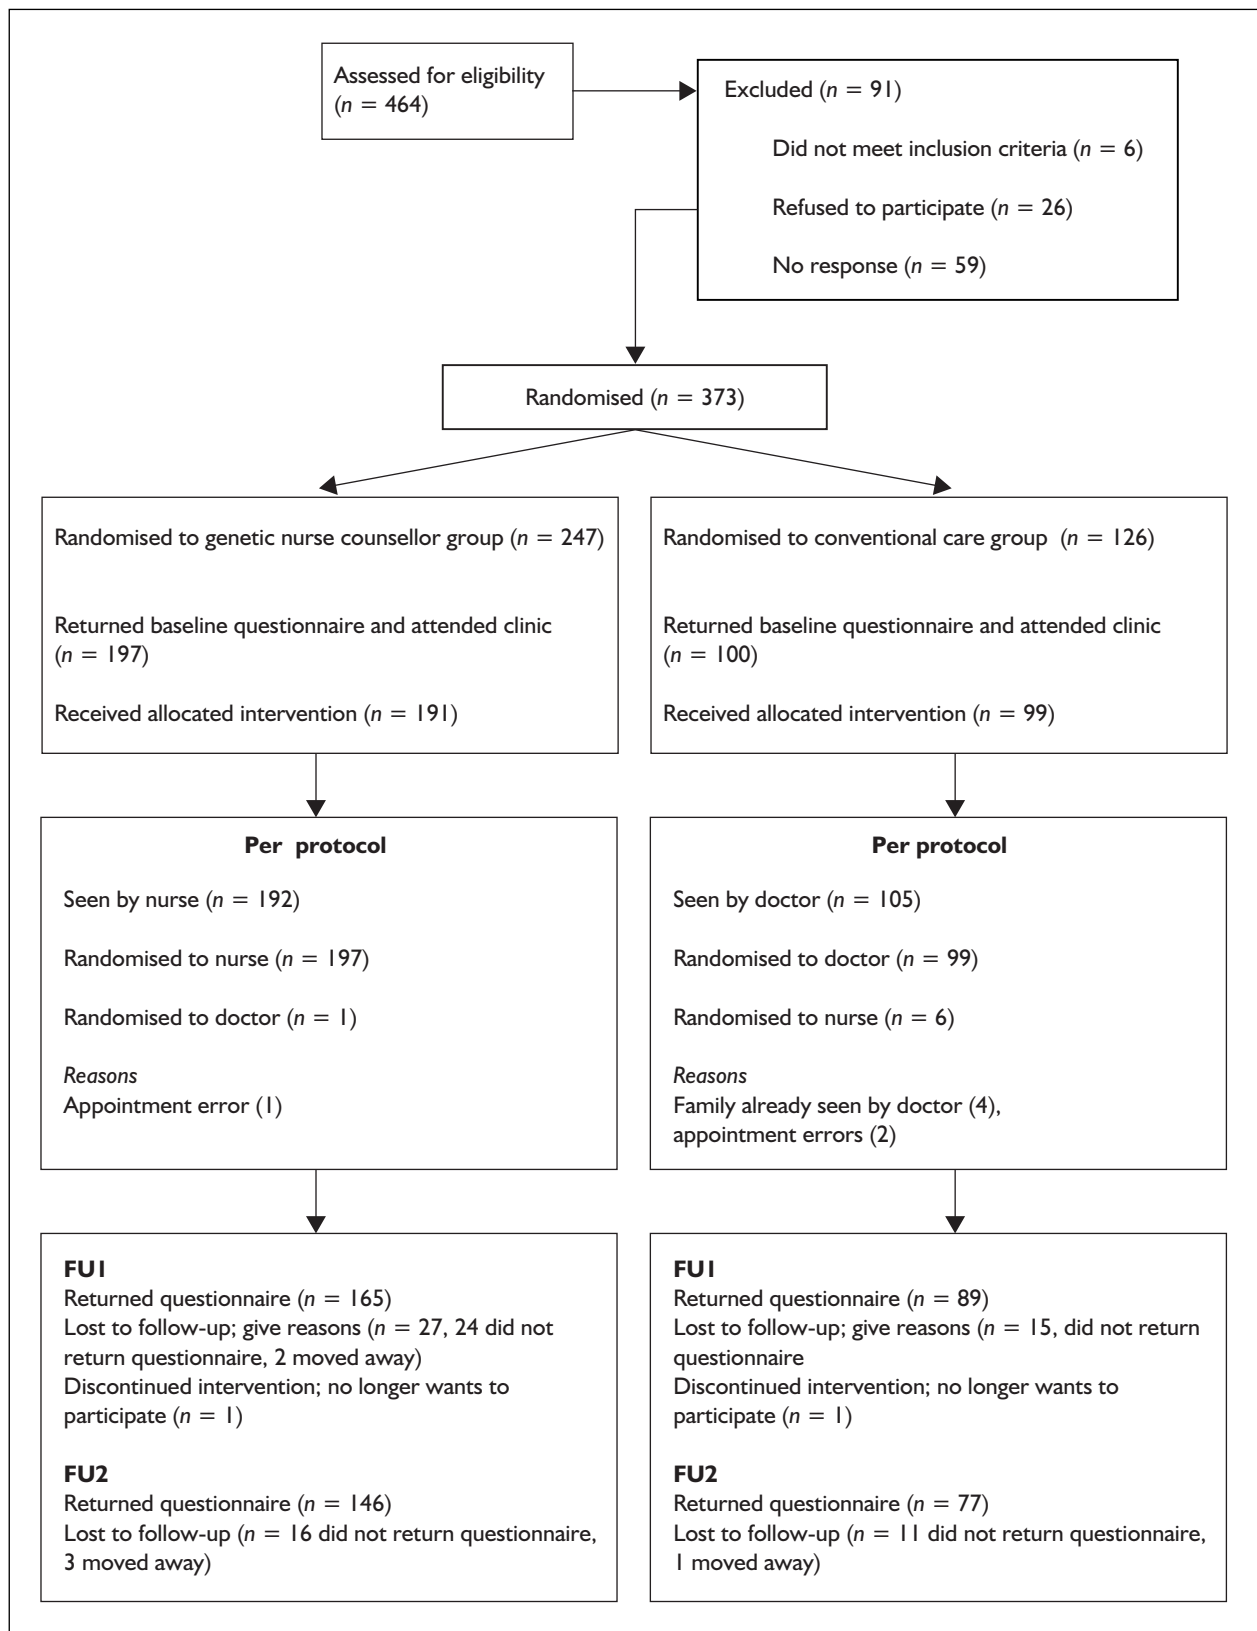 Assessed for eligibility
(n = 464)
Excluded (n = 91)
Did not meet inclusion criteria (n = 6)
Refused to participate (n = 26)
No response (n = 59)
Randomised (n = 373)
Randomised to genetic nurse counsellor group (n = 247)
Returned baseline questionnaire and attended clinic
(n = 197)
Received allocated intervention (n = 191)
Randomised to conventional care group (n = 126)
Returned baseline questionnaire and attended clinic
(n = 100)
Received allocated intervention (n = 99)
Per protocol
Seen by nurse (n = 192)
Randomised to nurse (n = 197)
Randomised to doctor (n = 1)
Reasons
Appointment error (1)
Per protocol
Seen by doctor (n = 105)
Randomised to doctor (n = 99)
Randomised to nurse (n = 6)
Reasons
Family already seen by doctor (4),
appointment errors (2)
FU1
Returned questionnaire (n = 165)
Lost to follow-up; give reasons (n = 27, 24 did not
return questionnaire, 2 moved away)
Discontinued intervention; no longer wants to
participate (n = 1)
FU2
Returned questionnaire (n = 146)
Lost to follow-up (n = 16 did not return questionnaire,
3 moved away)
FU1
Returned questionnaire (n = 89)
Lost to follow-up; give reasons (n = 15, did not return
questionnaire
Discontinued intervention; no longer wants to
participate (n = 1)
FU2
Returned questionnaire (n = 77)
Lost to follow-up (n = 11 did not return questionnaire,
1 moved away)